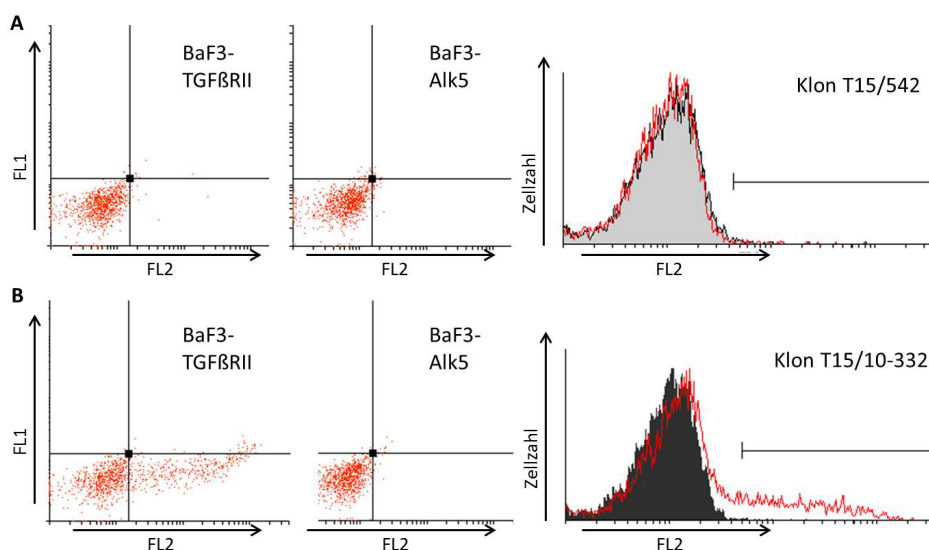 A
BaF3-
TGFßRII
BaF3-
Alk5
Klon T15/542
FL1
Zellzahl
FL2
FL2
FL2
B
BaF3-
TGFßRII
BaF3-
Alk5
Klon T15/10-332
FL1
Zellzahl
FL2
FL2
FL2